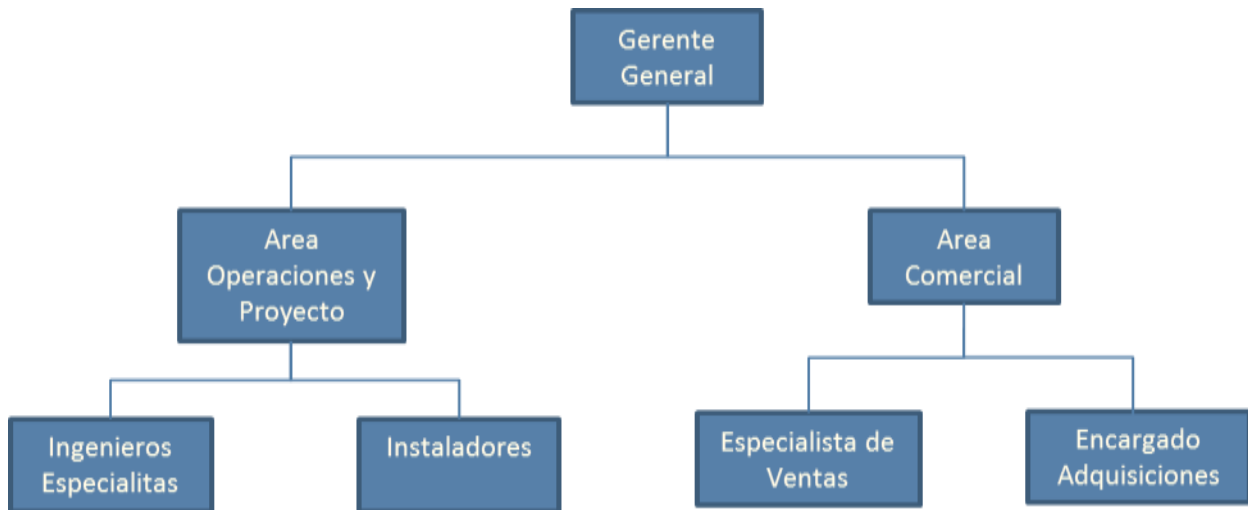 Gerente
General
Area
Operaciones y
Proyecto
Area
Comercial
Ingenieros
Especialitas
Instaladores
Especialista de
Ventas
Encargado
Adquisiciones